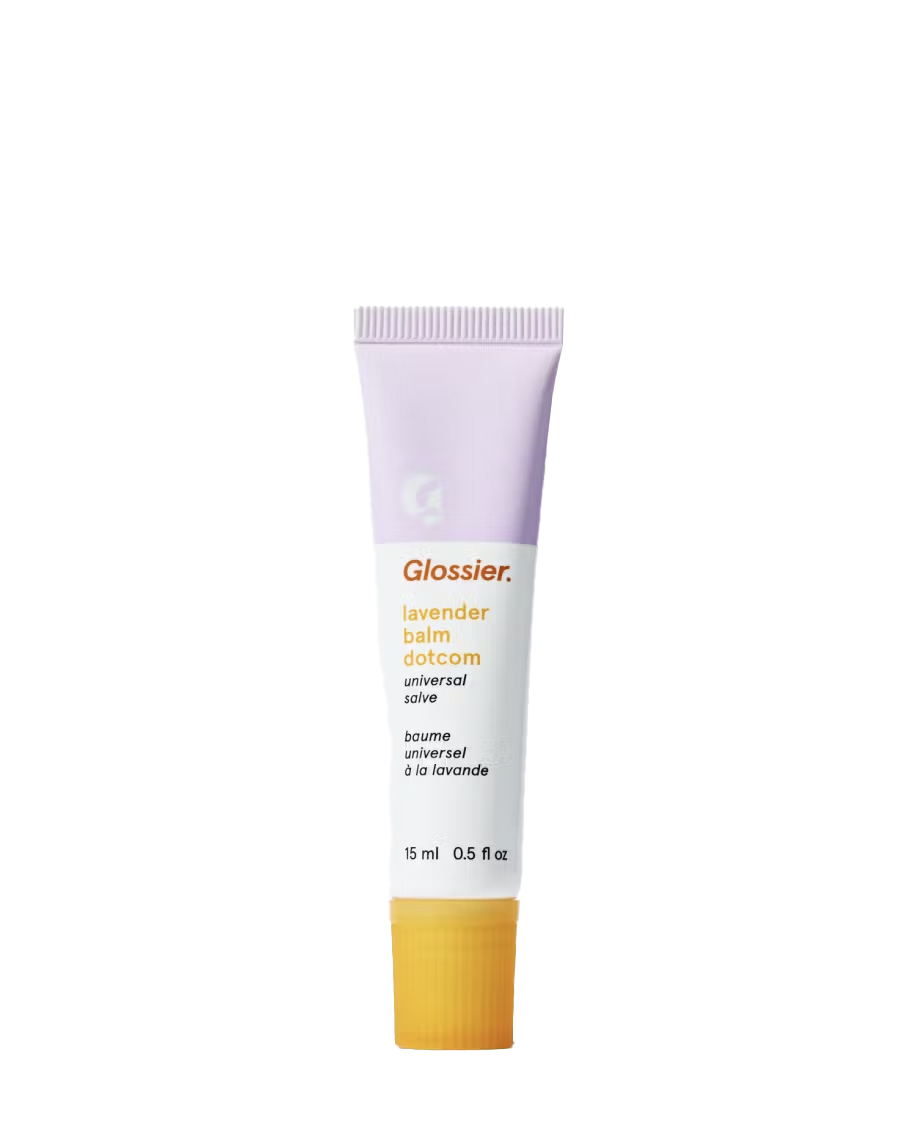 G
Glossier.
lavender
balm
dotcom
universal
salve
baume
universel
à la lavande
15 ml 0.5 fl oz